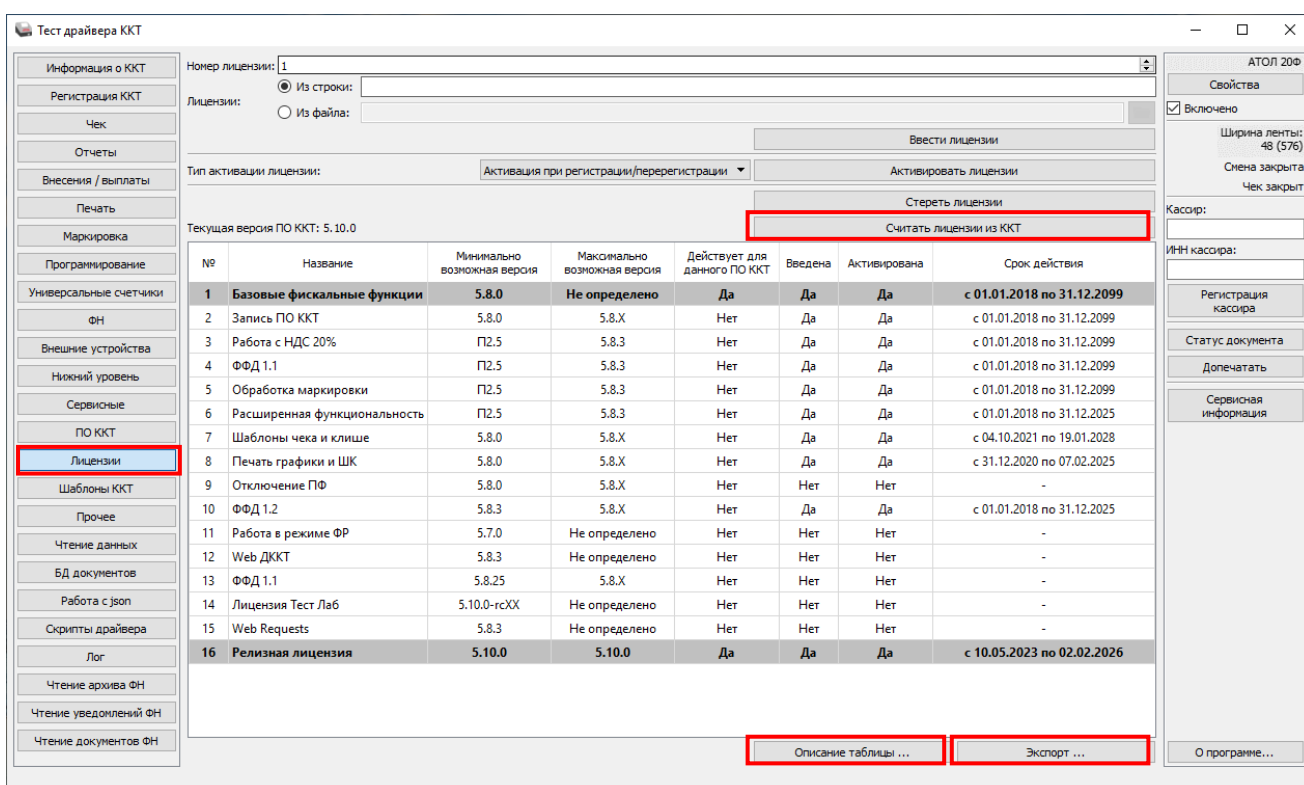 Тест драйвера ККТ
Информация о ККТ
Регистрация ККТ
Чек
Отчеты
Внесения / выплаты
Печать
Маркировка
Программирование
Универсальные счетчики
ФН
Внешние устройства
Нижний уровень
Сервисные
ПО ККТ
Лицензии
Шаблоны ККТ
Прочее
Чтение данных
БД документов
Работа с json
Скрипты драйвера
Лог
Чтение архива ФН
Чтение уведомлений ФН
Чтение документов ФН
Номер лицензии: 1
Лицензии:
Из строки:
Из файла:
Ввести лицензии
Тип активации лицензии: Активация при регистрации/перерегистрации Активировать лицензии
Стереть лицензии
Текущая версия ПО ККТ: 5.10.0 Считать лицензии из ККТ
№ Название Минимально возможная версия Максимально возможная версия Действует для данного ПО ККТ Введена Активирована Срок действия
1 Базовые фискальные функции 5.8.0 Не определено Да Да Да с 01.01.2018 по 31.12.2099
2 Запись ПО ККТ 5.8.0 5.8.X Нет Да Да с 01.01.2018 по 31.12.2099
3 Работа с НДС 20% П2.5 5.8.3 Нет Да Да с 01.01.2018 по 31.12.2099
4 ФФД 1.1 П2.5 5.8.3 Нет Да Да с 01.01.2018 по 31.12.2099
5 Обработка маркировки П2.5 5.8.3 Нет Да Да с 01.01.2018 по 31.12.2099
6 Расширенная функциональность П2.5 5.8.3 Нет Да Да с 01.01.2018 по 31.12.2025
7 Шаблоны чека и клише 5.8.0 5.8.X Нет Да Да с 04.10.2021 по 19.01.2028
8 Печать графики и ШК 5.8.0 5.8.X Нет Да Да с 31.12.2020 по 07.02.2025
9 Отключение ПФ 5.8.0 5.8.X Нет Нет Нет -
10 ФФД 1.2 5.8.3 5.8.X Нет Да Да с 01.01.2018 по 31.12.2025
11 Работа в режиме ФР 5.7.0 Не определено Нет Нет Нет -
12 Web ДККТ 5.8.3 Не определено Нет Нет Нет -
13 ФФД 1.1 5.8.25 5.8.X Нет Нет Нет -
14 Лицензия Тест Лаб 5.10.0-rcXX Не определено Нет Нет Нет -
15 Web Requests 5.8.3 Не определено Нет Нет Нет -
16 Релизная лицензия 5.10.0 5.10.0 Да Да Да с 10.05.2023 по 02.02.2026
Описание таблицы ... Экспорт ...
АТОЛ 20Ф
Свойства
Включено
Ширина ленты:
48 (576)
Смена закрыта
Чек закрыт
Кассир:
ИНН кассира:
Регистрация
кассира
Статус документа
Допечатать
Сервисная
информация
О программе...